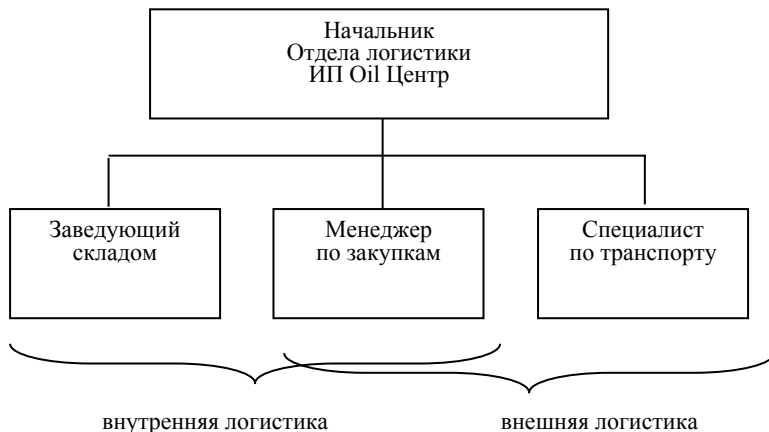 Начальник
Отдела логистики
ИП Oil Центр
Заведующий
складом
Менеджер
по закупкам
Специалист
по транспорту
внутренняя логистика
внешняя логистика